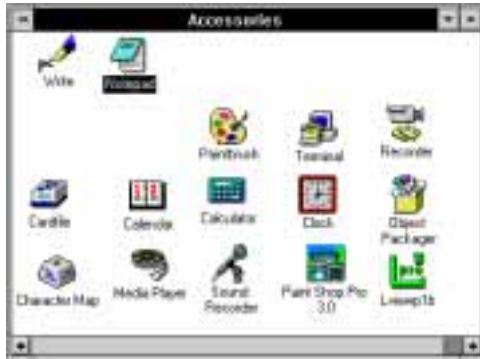 Accessories
Write
Notepad
Paintbrush
Terminal
Recorder
Cardfile
Calendar
Calculator
Clock
Object
Packager
Character Map
Media Player
Sound
Recorder
Paint Shop Pro
3.0